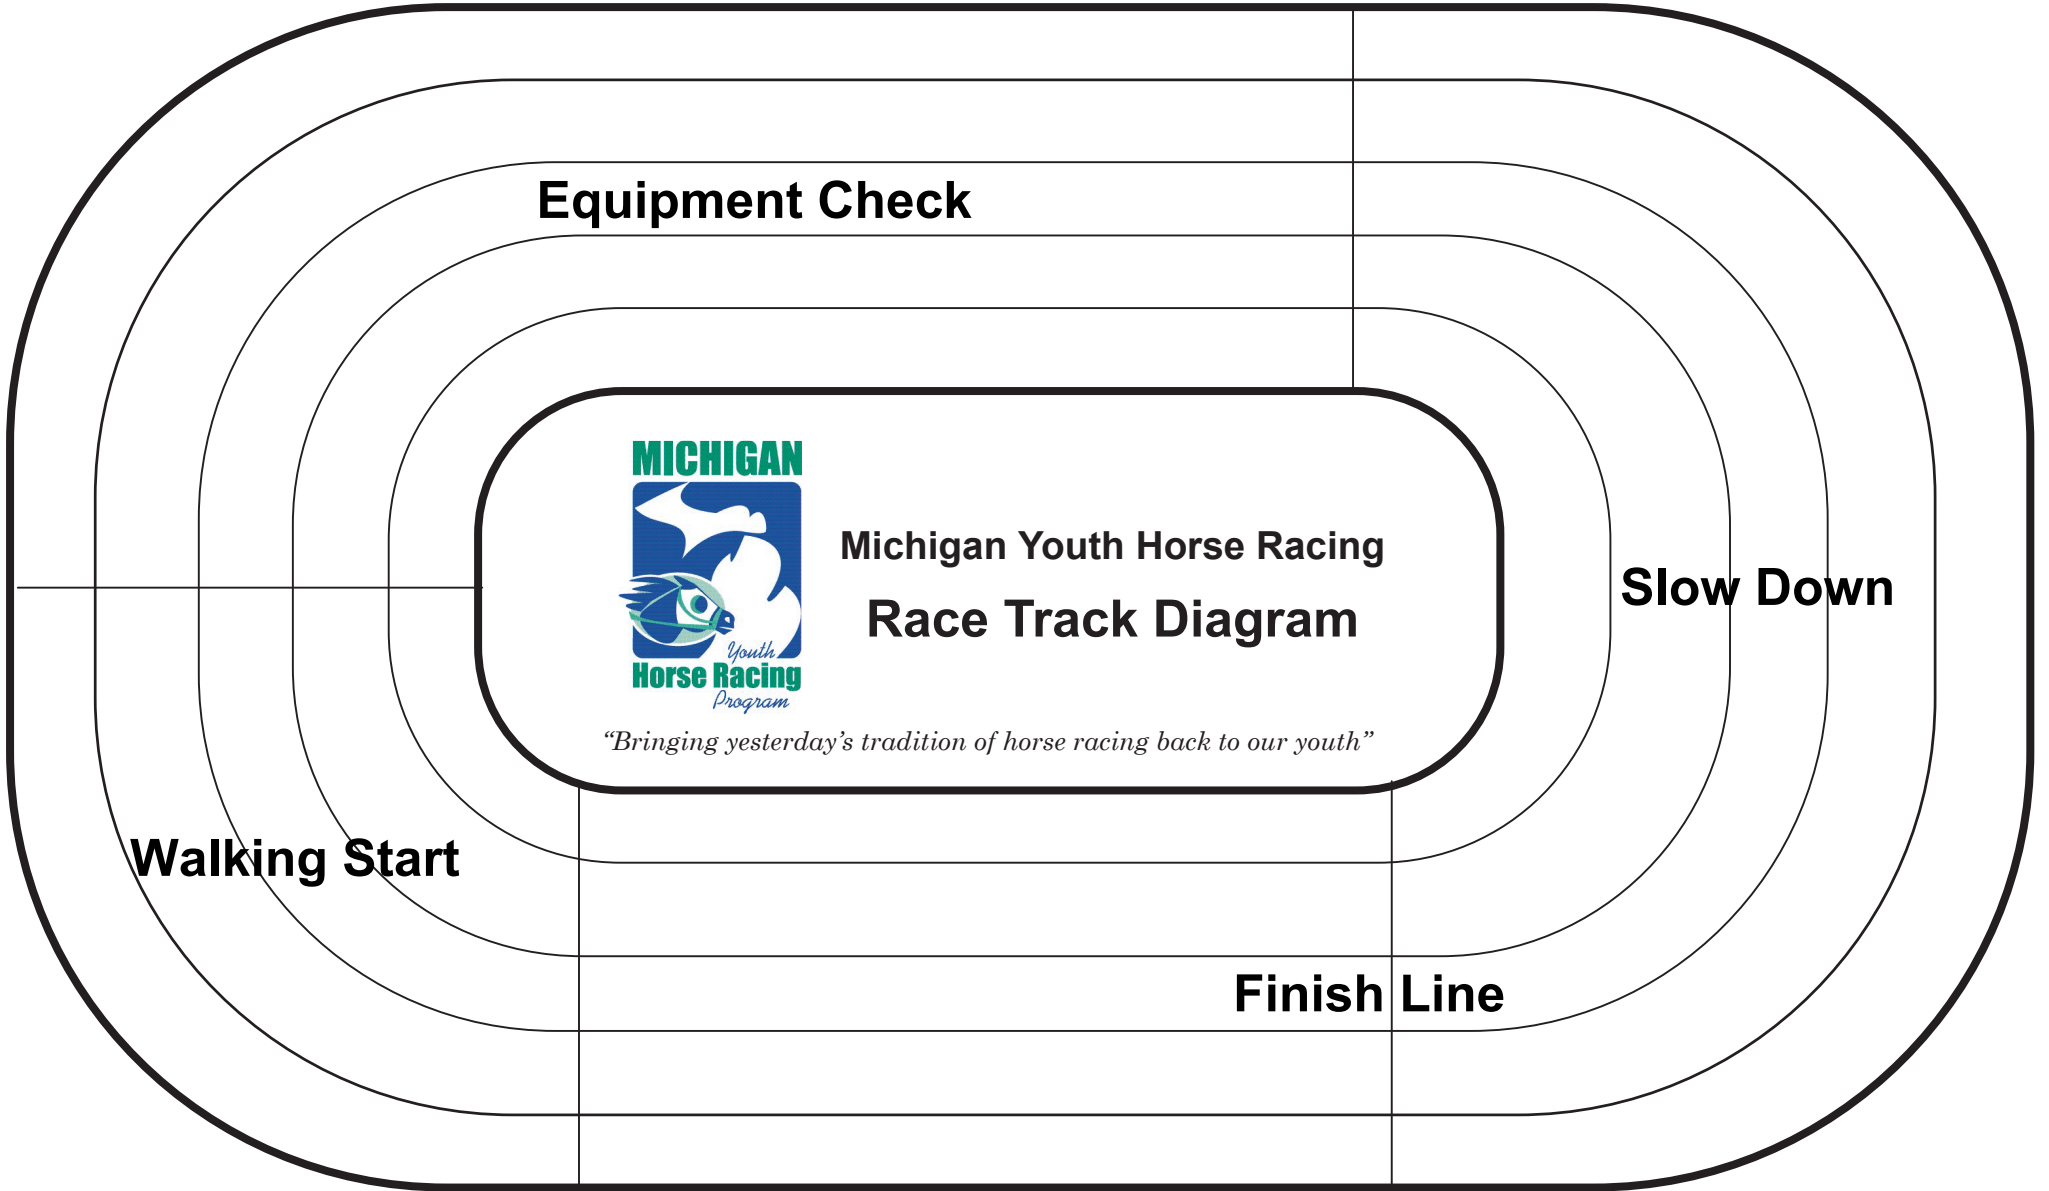 Equipment Check
MICHIGAN
Youth
Horse Racing
Program
Michigan Youth Horse Racing
Race Track Diagram
“Bringing yesterday’s tradition of horse racing back to our youth”
Slow Down
Walking Start
Finish Line